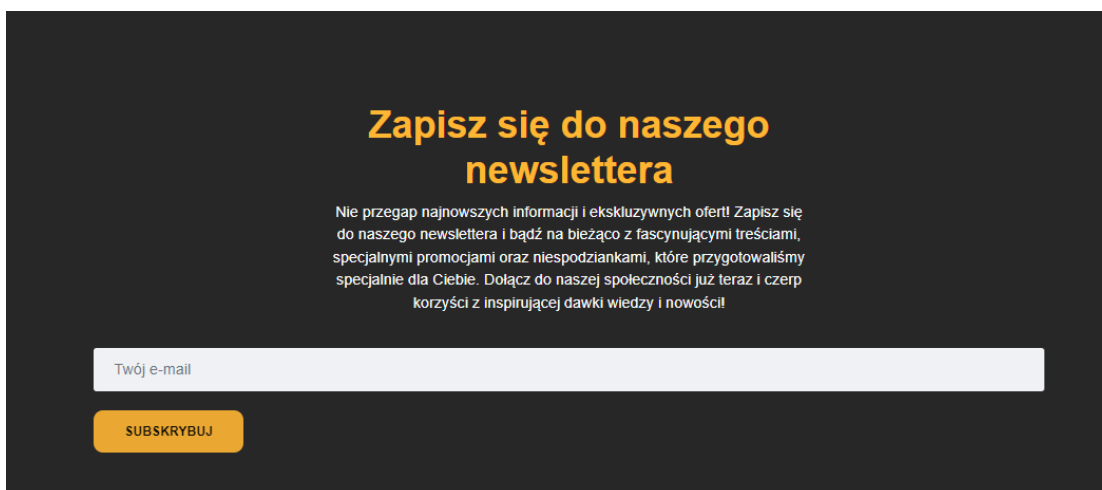 Zapisz się do naszego
newslettera
Nie przegap najnowszych informacji i ekskluzywnych ofert! Zapisz się
do naszego newslettera i bądź na bieżąco z fascynującymi treściami,
specjalnymi promocjami oraz niespodziankami, które przygotowaliśmy
specjalnie dla Ciebie. Dołącz do naszej społeczności już teraz i czerp
korzyści z inspirującej dawki wiedzy i nowości!
Twój e-mail
SUBSKRYBUJ